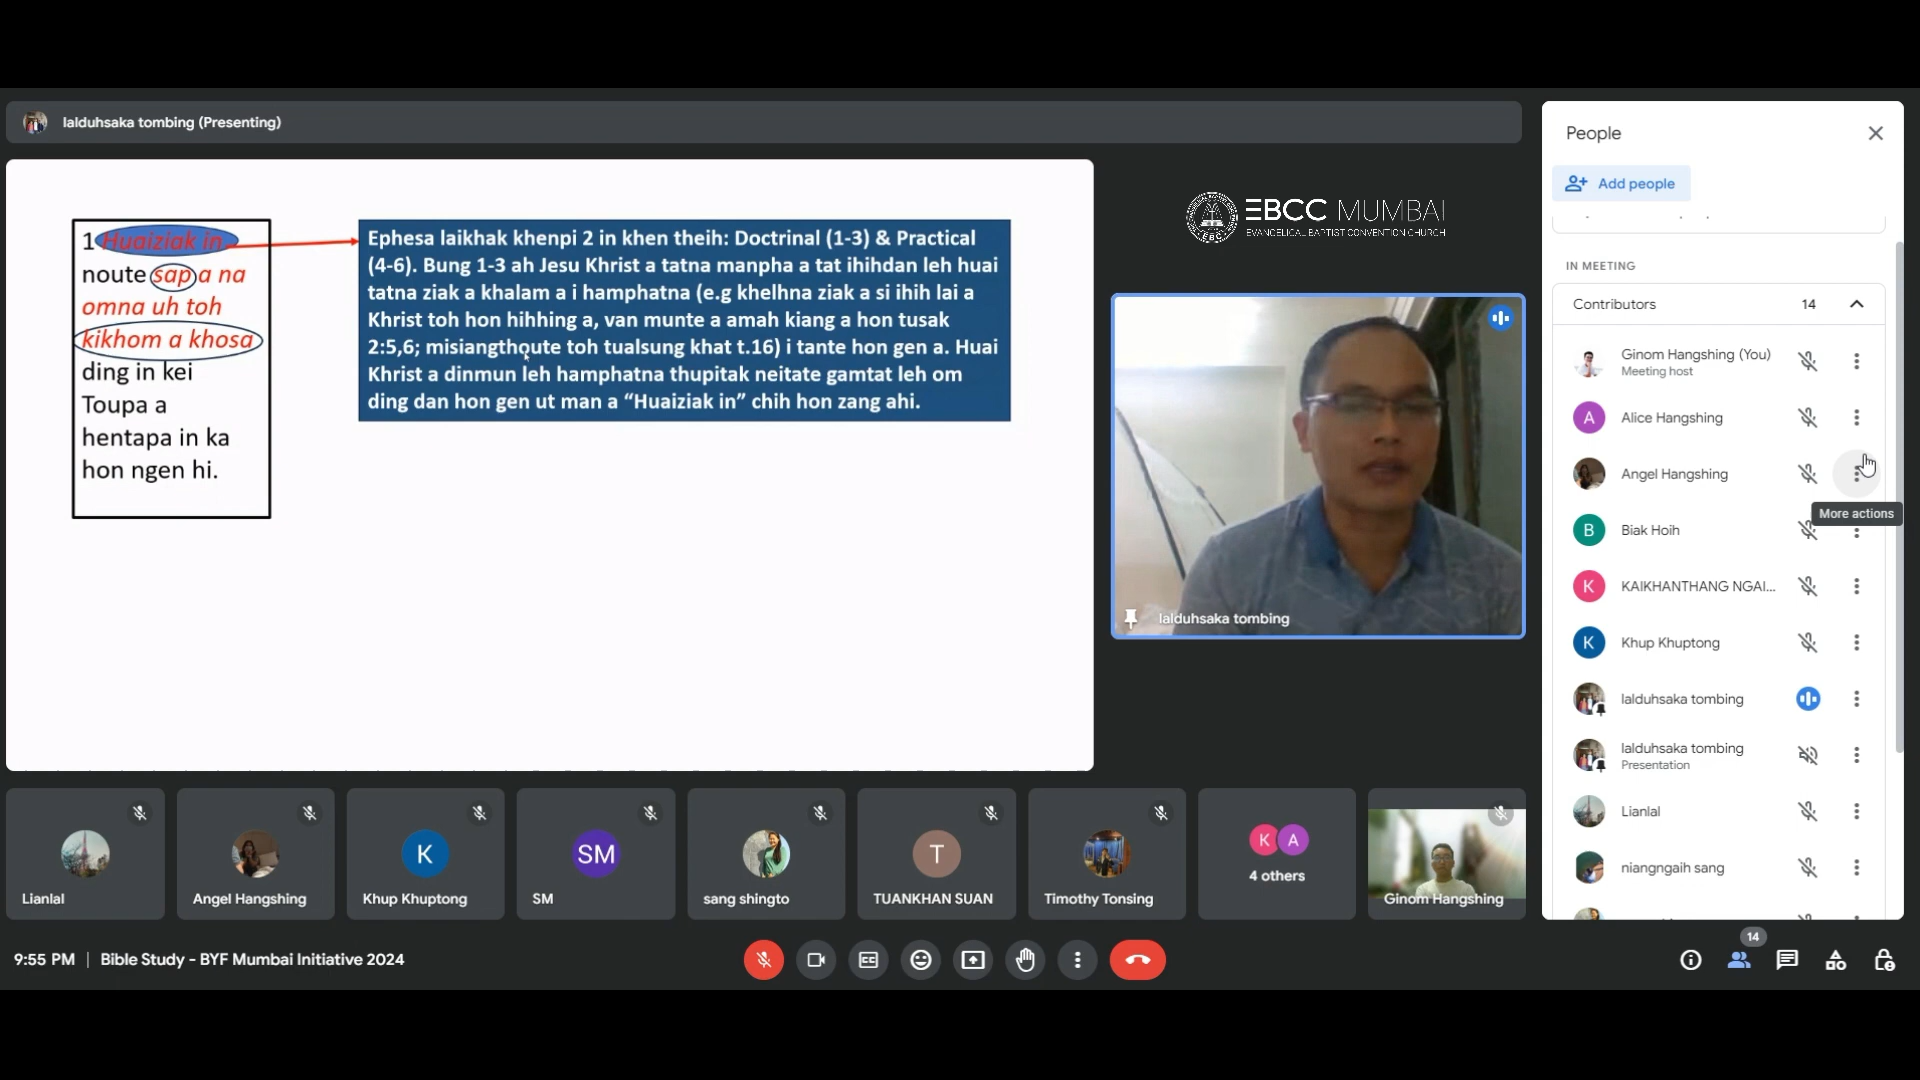 lalduhsaka tombing (Presenting)
1 Huaiziak in
noute sap a na
omna uh toh
kikhom a khosa
ding in kei
Toupa a
hentapa in ka
hon ngen hi.
Ephesa laikhak khenpi 2 in khen theih: Doctrinal (1-3) & Practical
(4-6). Bung 1-3 ah Jesu Khrist a tatna manpha a tat ihihdan leh huai
tatna ziak a khalam a i hamphatna (e.g khelhna ziak a si ihih lai a
Khrist toh hon hihhing a, van munte a amah kiang a hon tusak
2:5,6; misiangthoute toh tualsung khat t.16) i tante hon gen a. Huai
Khrist a dinmun leh hamphatna thupitak neitate gamtat leh om
ding dan hon gen ut man a “Huaiziak in” chih hon zang ahi.
EBCC MUMBAI
EVANGELICAL BAPTIST CONVENTION CHURCH
EBC
lalduhsaka tombing
People
Add people
IN MEETING
Contributors 14
Ginom Hangshing (You)
Meeting host
A Alice Hangshing
Angel Hangshing
More actions
B Biak Hoih
K KAIKHANTHANG NGAI...
K Khup Khuptong
lalduhsaka tombing
lalduhsaka tombing
Presentation
Lianlal
niangngaih sang
Lianlal
Angel Hangshing
K
Khup Khuptong
SM
SM
sang shingto
T
TUANKHAN SUAN
Timothy Tonsing
K A
4 others
Ginom Hangshing
9:55 PM | Bible Study - BYF Mumbai Initiative 2024
14